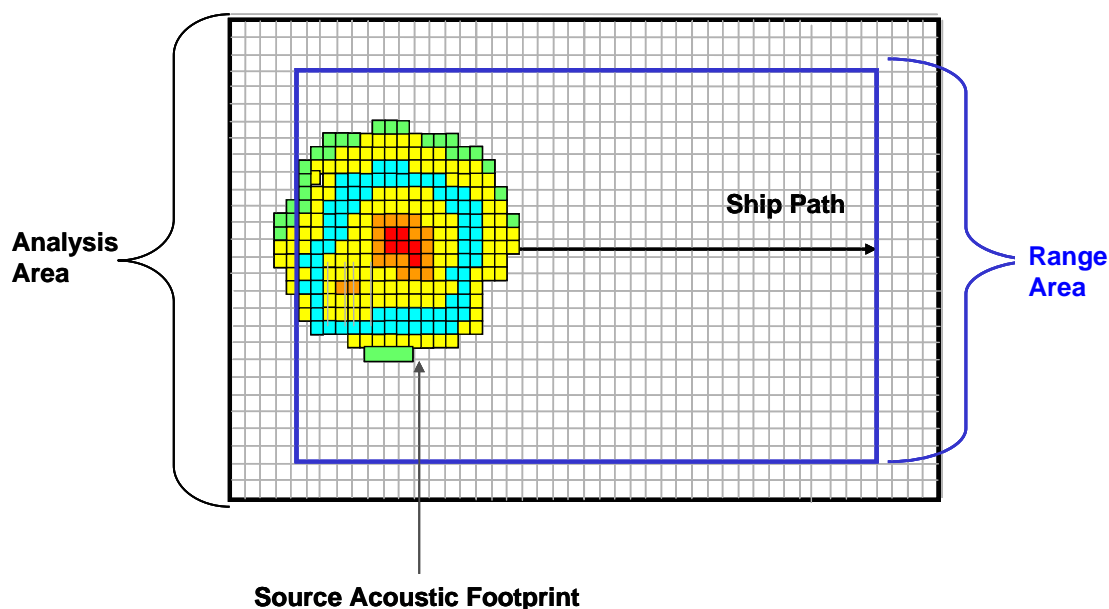 Ship Path
Analysis
Area
Range
Area
Source Acoustic Footprint